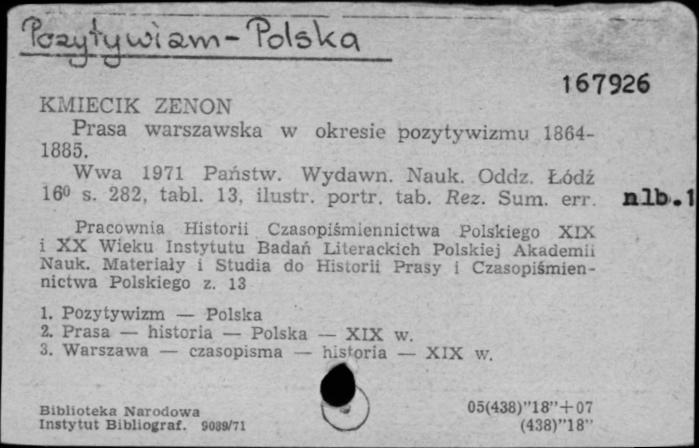 Pozytywizm - Polska
167926
KMIECIK ZENON
Prasa warszawska w okresie pozytywizmu 1864-
1885.
Wwa 1971 Państw. Wydawn. Nauk. Oddz. Łódź
16⁰ s. 282, tabl. 13, ilustr. portr. tab. Rez. Sum. err. nlb.1
Pracownia Historii Czasopiśmiennictwa Polskiego XIX
i XX Wieku Instytutu Badań Literackich Polskiej Akademii
Nauk. Materiały i Studia do Historii Prasy i Czasopiśmien-
nictwa Polskiego z. 13
1. Pozytywizm — Polska
2. Prasa — historia — Polska — XIX w.
3. Warszawa — czasopisma — historia — XIX w.
Biblioteka Narodowa 05(438)"18"+07
Instytut Bibliograf. 9089/71 (438)"18"